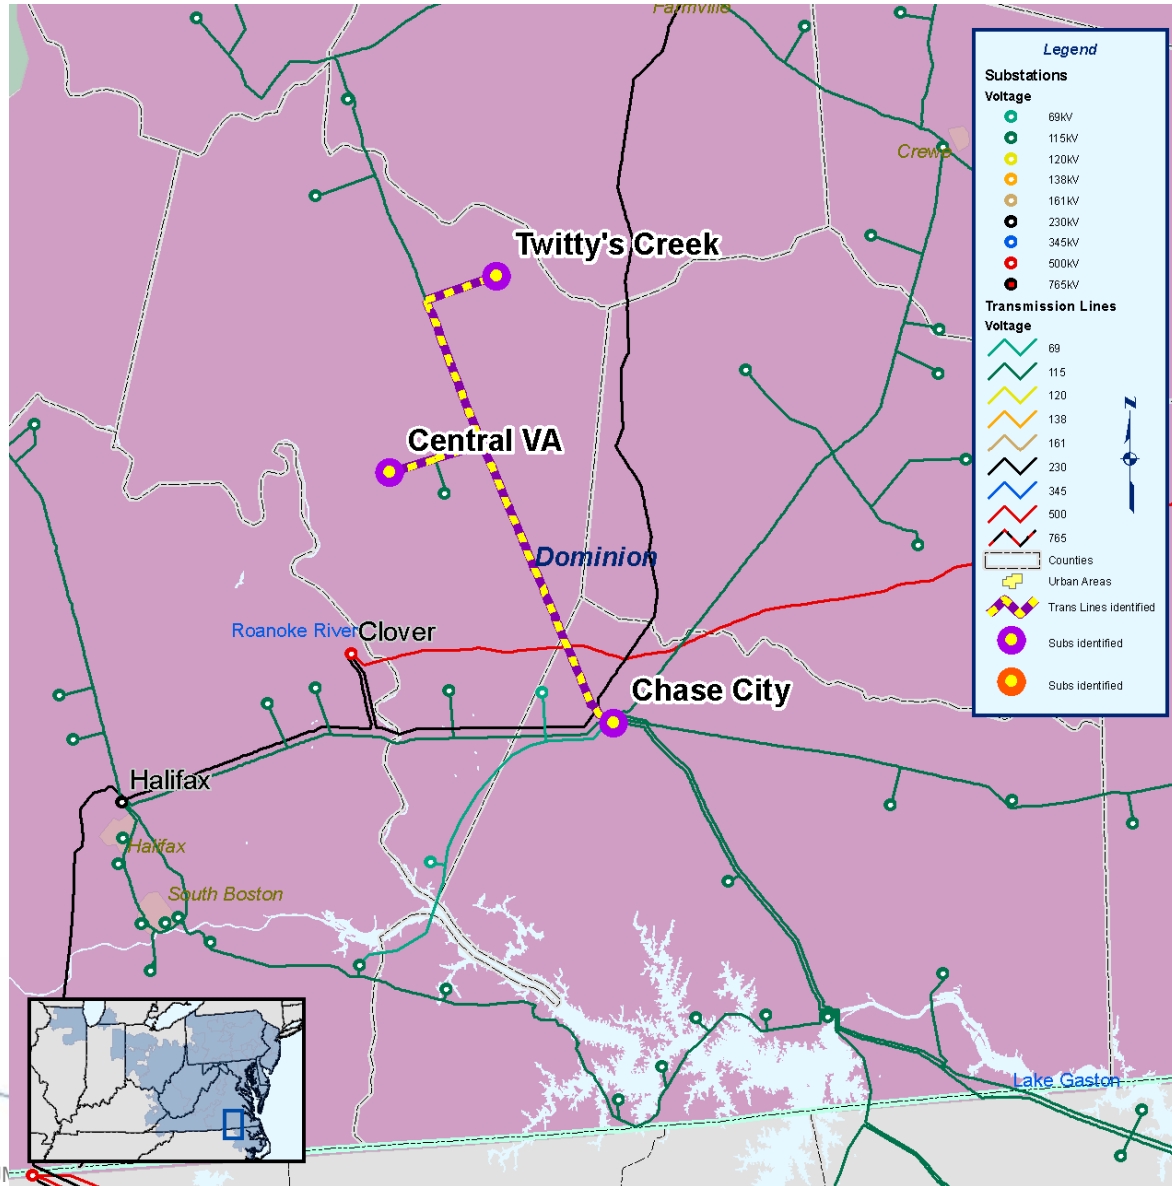 Farmville
Legend
Substations
Voltage
69kV
115kV
120kV
138kV
161kV
230kV
345kV
500kV
765kV
Transmission Lines
Voltage
69
115
120
138
161
230
345
500
765
Counties
Urban Areas
Trans Lines identified
Subs identified
Subs identified
N
Crewe
Twitty's Creek
Central VA
Dominion
Roanoke River
Clover
Chase City
Halifax
Halifax
South Boston
Lake Gaston